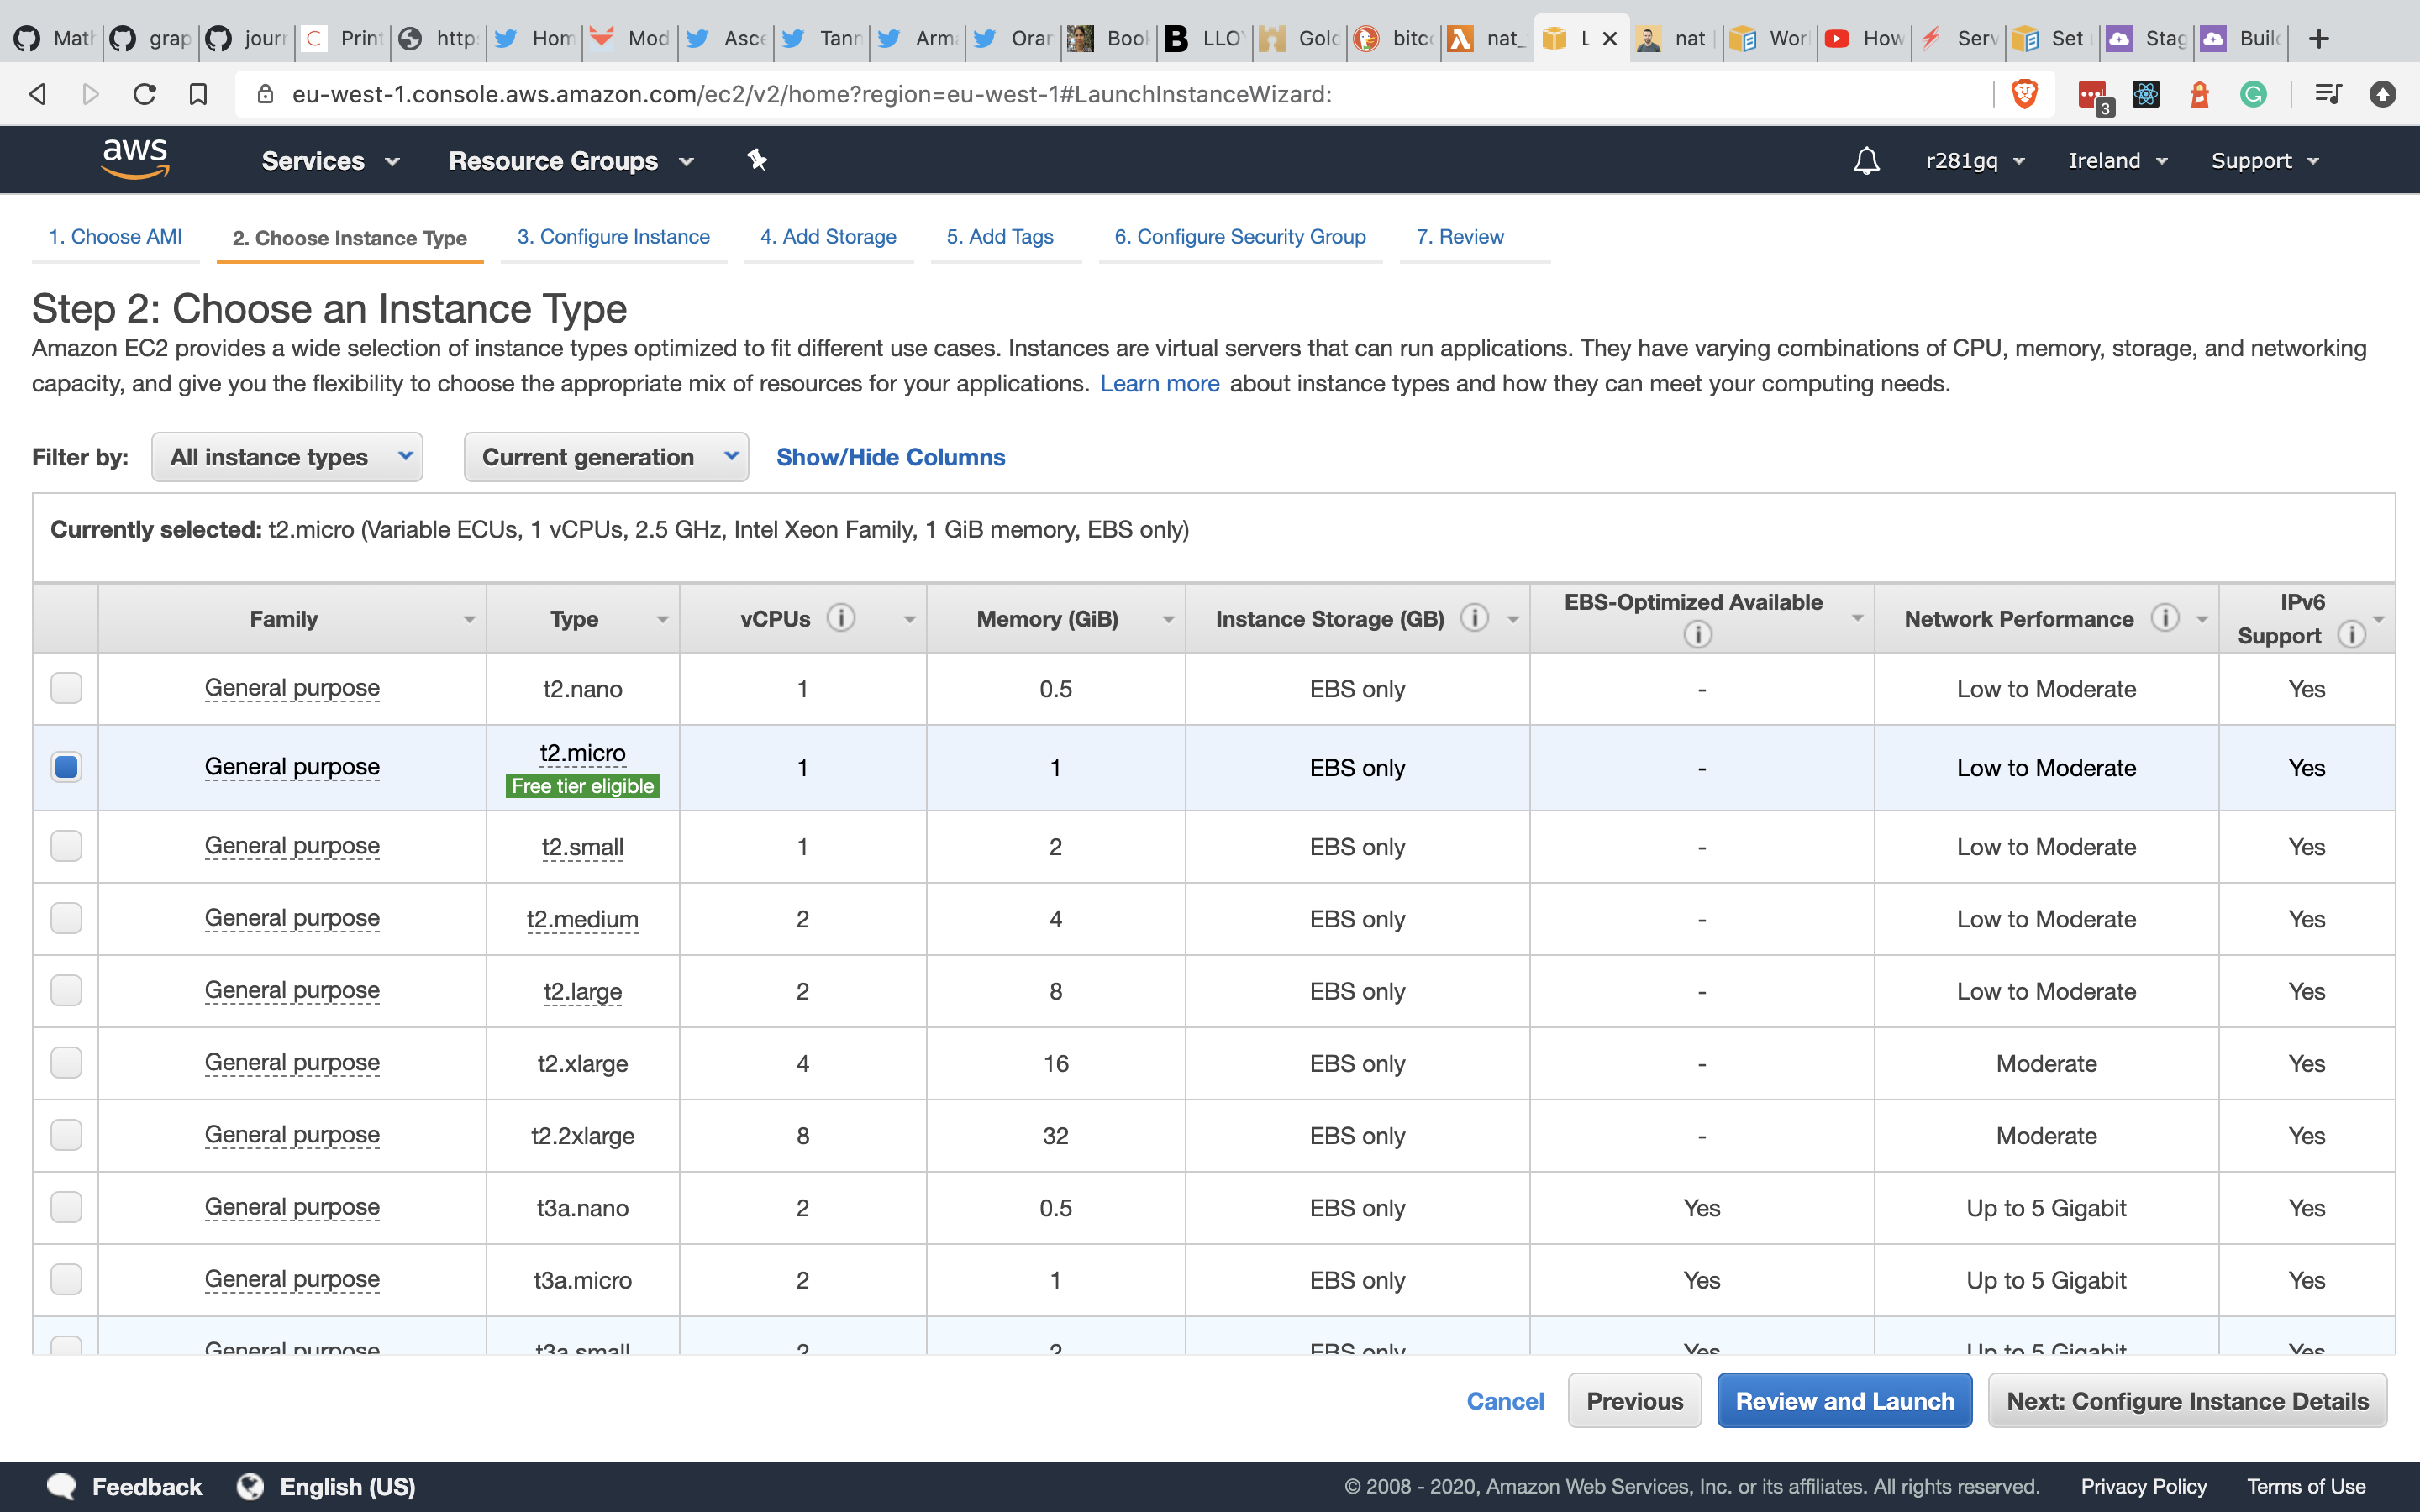 Math
grap
jour
Print
http
Hom
Mod
Asce
Tann
Arm
Oran
Book
LLOY
Gold
bitc
nat_
L
nat
Wor
How
Serv
Set
Stag
Build
eu-west-1.console.aws.amazon.com/ec2/v2/home?region=eu-west-1#LaunchInstanceWizard:
3
aws
Services
Resource Groups
r281gq
Ireland
Support
1. Choose AMI
2. Choose Instance Type
3. Configure Instance
4. Add Storage
5. Add Tags
6. Configure Security Group
7. Review
Step 2: Choose an Instance Type
Amazon EC2 provides a wide selection of instance types optimized to fit different use cases. Instances are virtual servers that can run applications. They have varying combinations of CPU, memory, storage, and networking
capacity, and give you the flexibility to choose the appropriate mix of resources for your applications. Learn more about instance types and how they can meet your computing needs.
Filter by: All instance types Current generation Show/Hide Columns
Currently selected: t2.micro (Variable ECUs, 1 vCPUs, 2.5 GHz, Intel Xeon Family, 1 GiB memory, EBS only)
Family Type vCPUs Memory (GiB) Instance Storage (GB) EBS-Optimized Available Network Performance IPv6 Support
General purpose t2.nano 1 0.5 EBS only - Low to Moderate Yes
General purpose t2.micro Free tier eligible 1 1 EBS only - Low to Moderate Yes
General purpose t2.small 1 2 EBS only - Low to Moderate Yes
General purpose t2.medium 2 4 EBS only - Low to Moderate Yes
General purpose t2.large 2 8 EBS only - Low to Moderate Yes
General purpose t2.xlarge 4 16 EBS only - Moderate Yes
General purpose t2.2xlarge 8 32 EBS only - Moderate Yes
General purpose t3a.nano 2 0.5 EBS only Yes Up to 5 Gigabit Yes
General purpose t3a.micro 2 1 EBS only Yes Up to 5 Gigabit Yes
General purpose t3a.small 2 2 EBS only Yes Up to 5 Gigabit Yes
Cancel
Previous
Review and Launch
Next: Configure Instance Details
Feedback
English (US)
© 2008 - 2020, Amazon Web Services, Inc. or its affiliates. All rights reserved.
Privacy Policy
Terms of Use